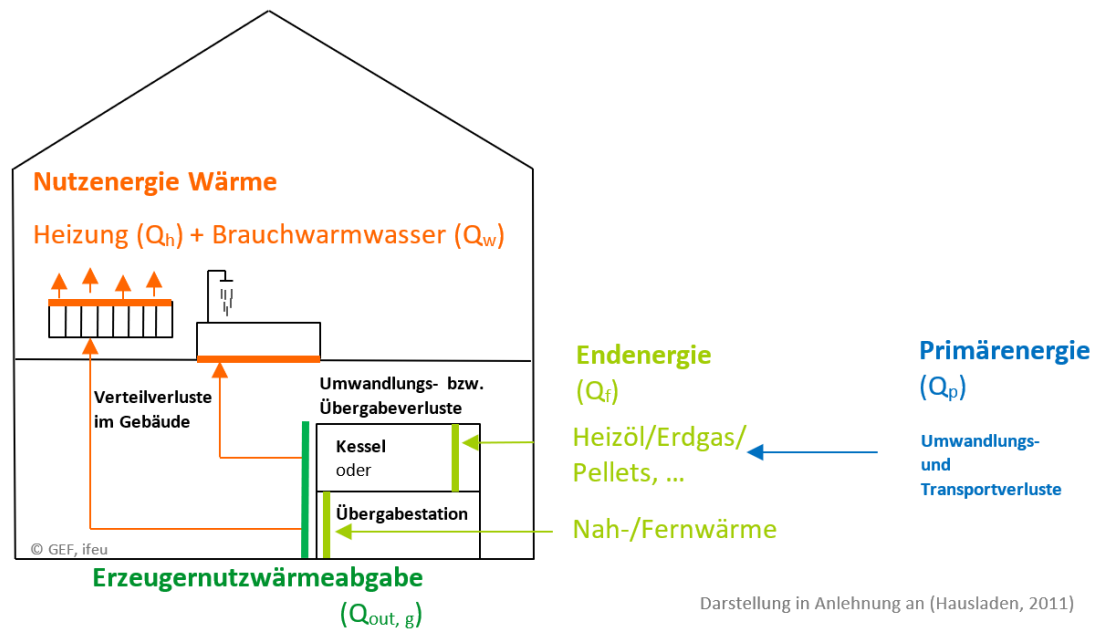 Nutzenergie Wärme
Heizung (Qh) + Brauchwarmwasser (Qw)
Verteilverluste
im Gebäude
Umwandlungs- bzw.
Übergabeverluste
Kessel
oder
Übergabestation
© GEF, ifeu
Erzeugernutzwärmeabgabe
(Qout, g)
Endenergie
(Qf)
Heizöl/Erdgas/
Pellets, ...
Nah-/Fernwärme
Primärenergie
(Qp)
Umwandlungs-
und
Transportverluste
Darstellung in Anlehnung an (Hausladen, 2011)